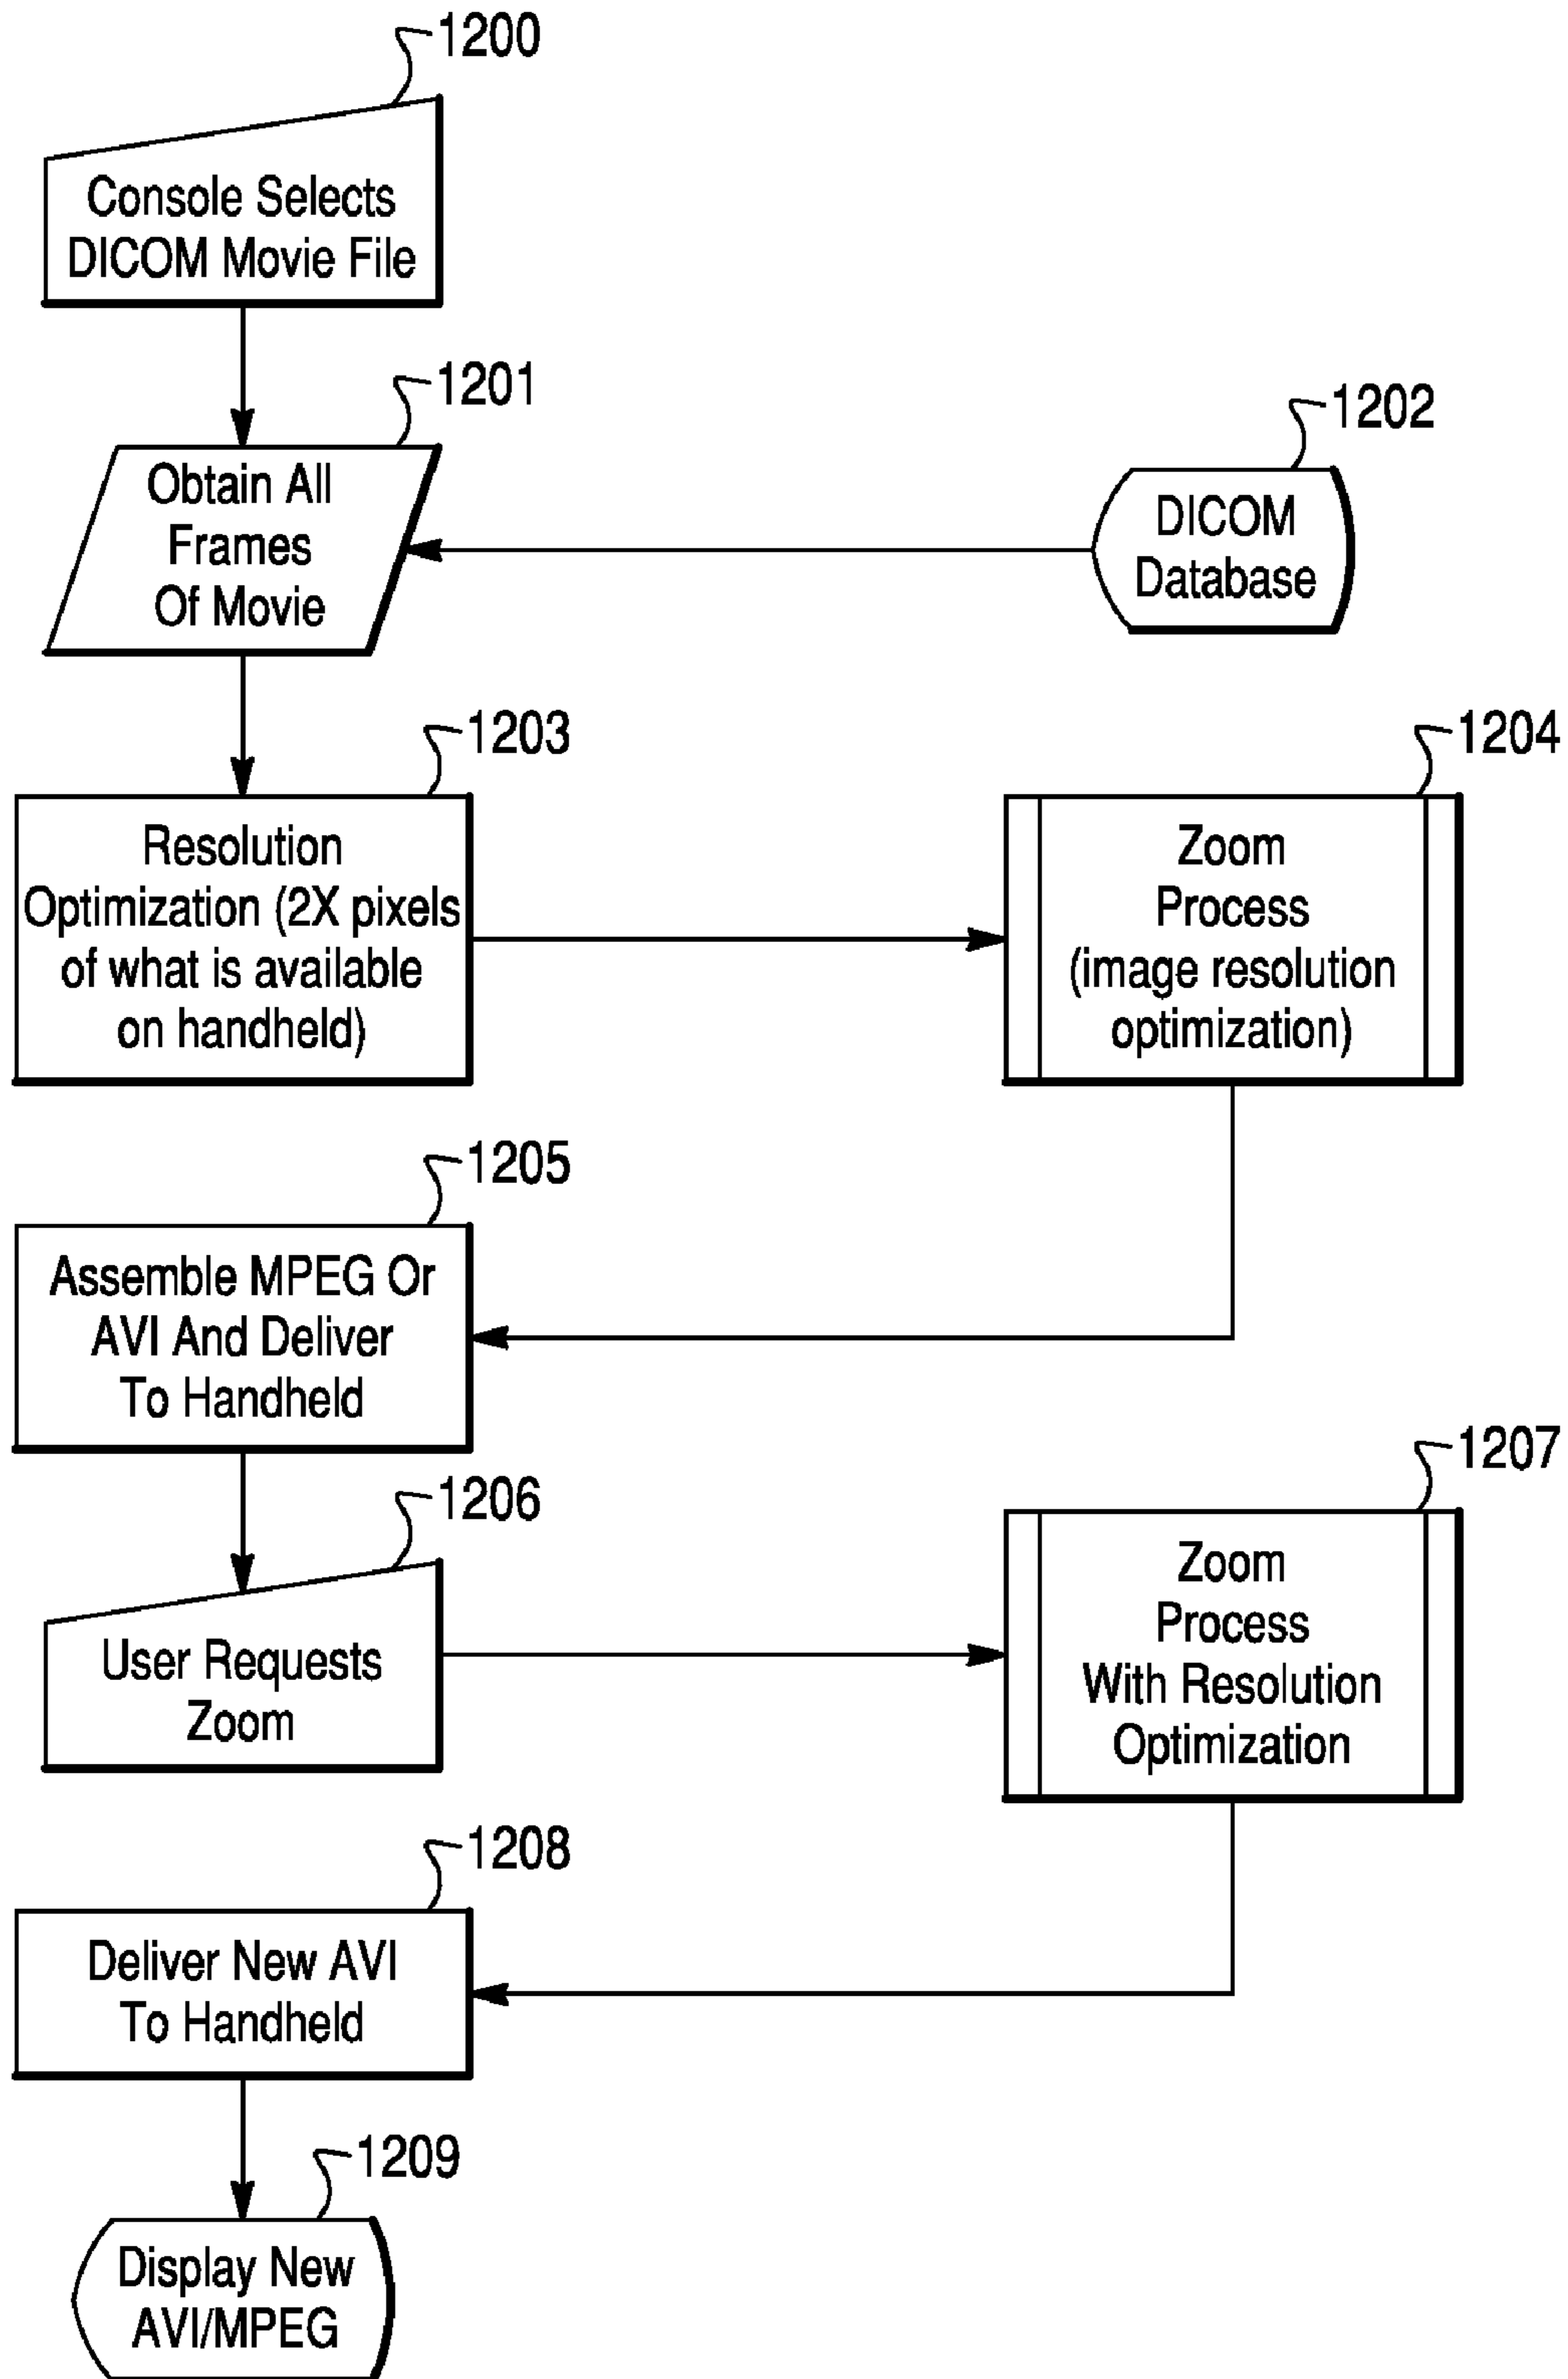 1200
Console Selects
DICOM Movie File
1201
Obtain All
Frames
Of Movie
1202
DICOM
Database
1203
Resolution
Optimization (2X pixels
of what is available
on handheld)
1204
Zoom
Process
(image resolution
optimization)
1205
Assemble MPEG Or
AVI And Deliver
To Handheld
1206
User Requests
Zoom
1207
Zoom
Process
With Resolution
Optimization
1208
Deliver New AVI
To Handheld
1209
Display New
AVI/MPEG